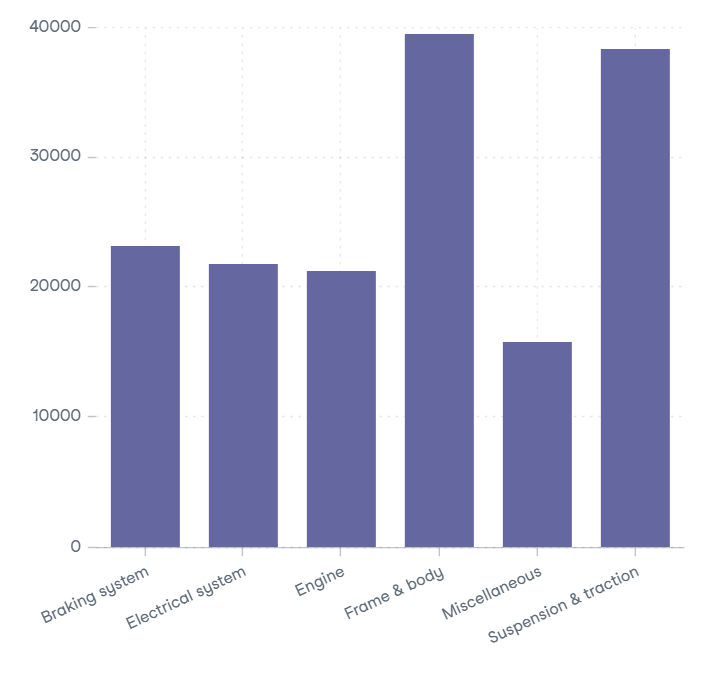 40000
30000
20000
10000
0
Braking system
Electrical system
Engine
Frame & body
Miscellaneous
Suspension & traction